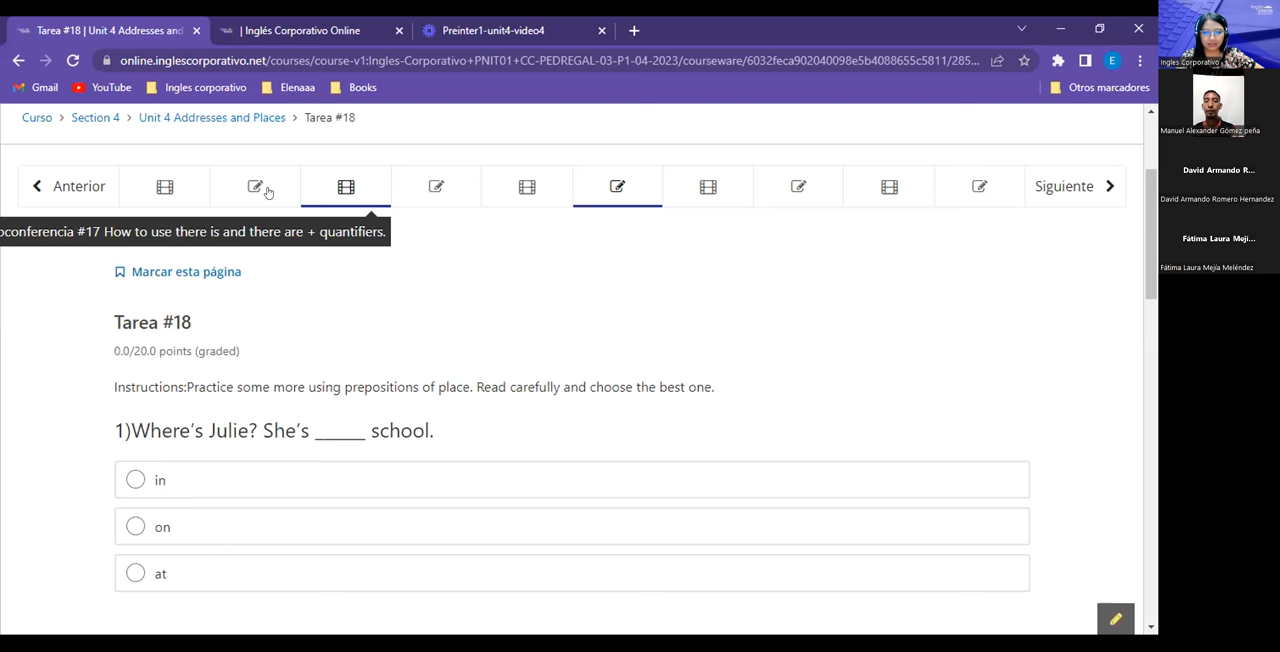 Tarea #18 | Unit 4 Addresses and
| Inglés Corporativo Online
Preinter1-unit4-video4
online.inglescorporativo.net/courses/course-v1:Ingles-Corporativo+PNIT01+CC-PEDREGAL-03-P1-04-2023/courseware/6032feca902040098e5b4088655c5811/285...
E
Gmail
YouTube
Ingles corporativo
Elenaaa
Books
Otros marcadores
Curso > Section 4 > Unit 4 Addresses and Places > Tarea #18
Anterior
Siguiente
oconferencia #17 How to use there is and there are + quantifiers.
Marcar esta página
Tarea #18
0.0/20.0 points (graded)
Instructions:Practice some more using prepositions of place. Read carefully and choose the best one.
1)Where's Julie? She's _____ school.
in
on
at
Ingles Corporativo
Manuel Alexander Gómez peña
David Armando R...
David Armando Romero Hernandez
Fátima Laura Mejí...
Fátima Laura Mejía Meléndez